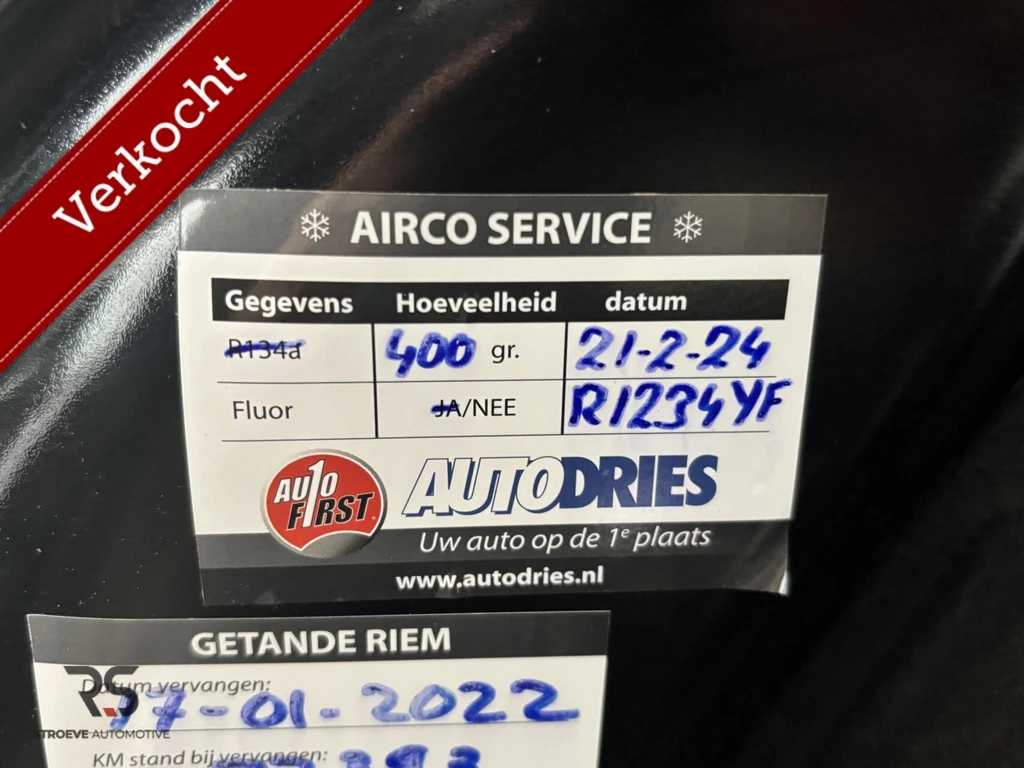 Verkocht
AIRCO SERVICE
Gegevens Hoeveelheid datum
R134a 400 gr. 21-2-24
Fluor JA/NEE R1234YF
AUTO FIRST
AUTODRIES
Uw auto op de 1e plaats
www.autodries.nl
GETANDE RIEM
Datum vervangen:
17-01-2022
RS
STROEVE AUTOMOTIVE
KM stand bij vervangen: